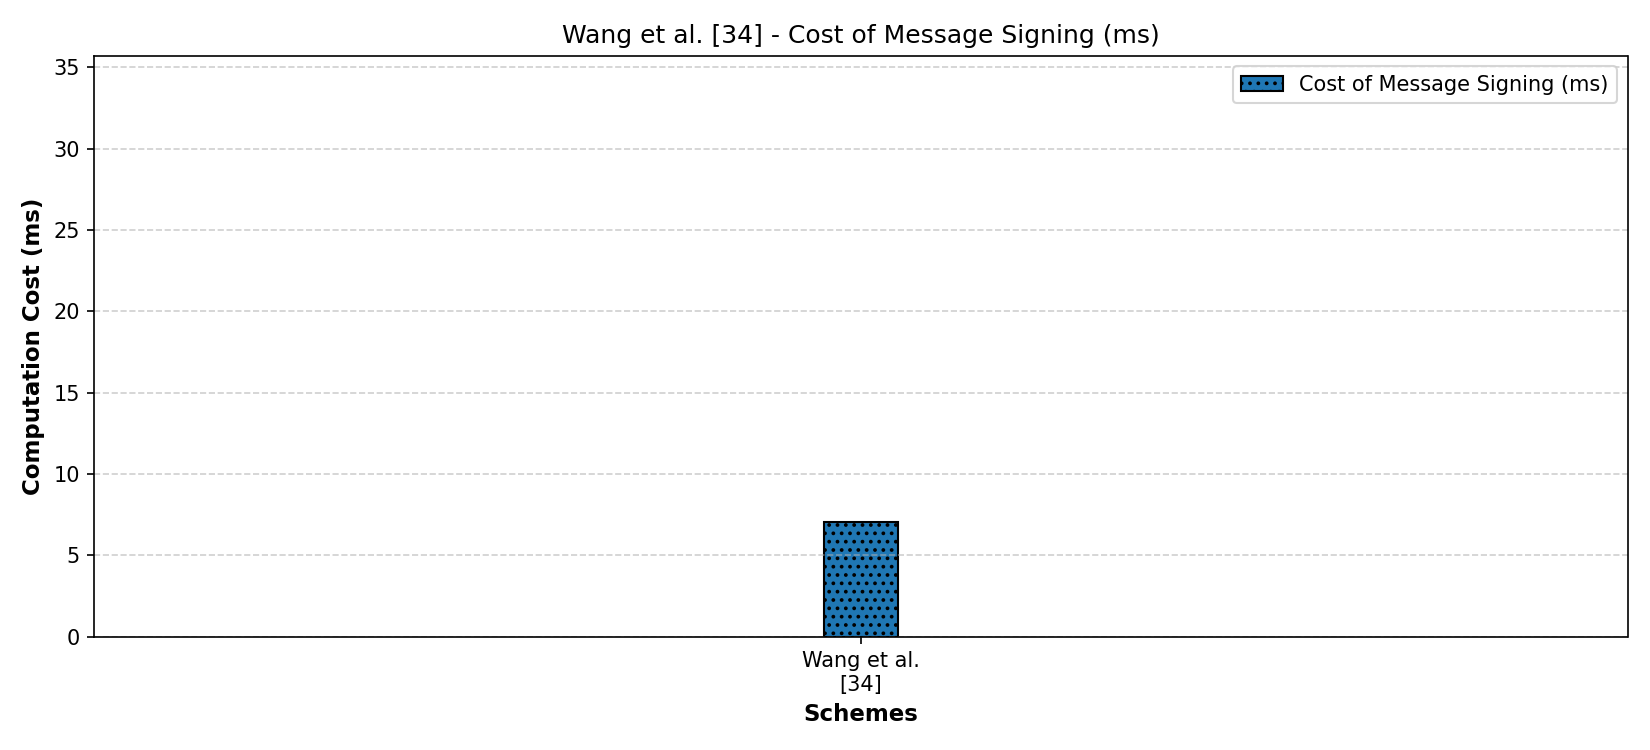 Wang et al. [34] - Cost of Message Signing (ms)
Cost of Message Signing (ms)
Computation Cost (ms)
35
30
25
20
15
10
5
0
Wang et al.
[34]
Schemes